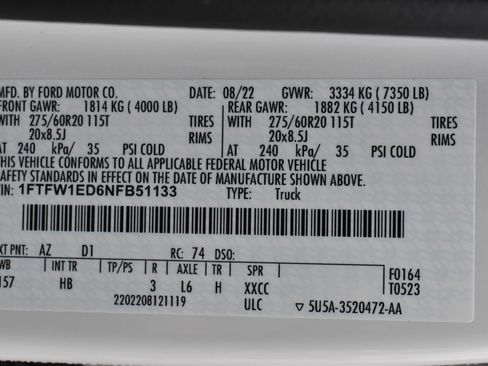 MFD. BY FORD MOTOR CO. DATE: 08/22 GVWR: 3334 KG ( 7350 LB)
FRONT GAWR: 1814 KG ( 4000 LB) REAR GAWR: 1882 KG ( 4150 LB)
WITH 275/60R20 115T TIRES WITH 275/60R20 115T TIRES
20x8.5J RIMS 20x8.5J RIMS
AT 240 kPa/ 35 PSI COLD AT 240 kPa/ 35 PSI COLD
THIS VEHICLE CONFORMS TO ALL APPLICABLE FEDERAL MOTOR VEHICLE
SAFETY STANDARDS IN EFFECT ON THE DATE OF MANUFACTURE SHOWN ABOVE.
VIN: 1FTFW1ED6NFB51133 TYPE: Truck
EXT PNT: AZ D1 RC: 74 DSO:
WB INT TR TP/PS R AXLE TR SPR F0164
157 HB 3 L6 H XXCC T0523
2202208121119 ULC ▽ 5U5A-3520472-AA